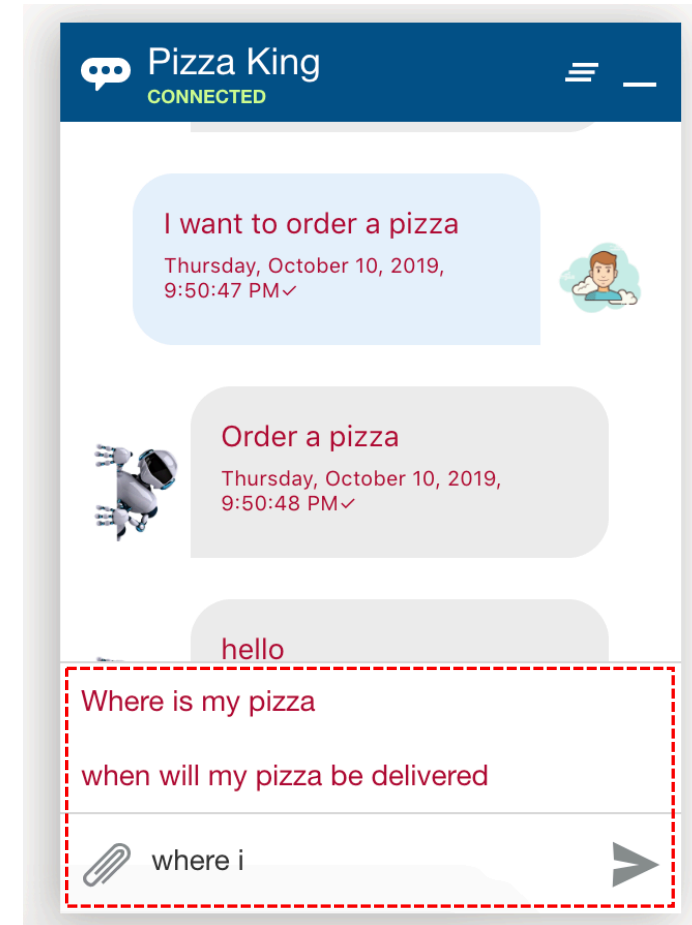 Pizza King
CONNECTED
I want to order a pizza
Thursday, October 10, 2019,
9:50:47 PM✓
Order a pizza
Thursday, October 10, 2019,
9:50:48 PM✓
hello
Where is my pizza
when will my pizza be delivered
where i